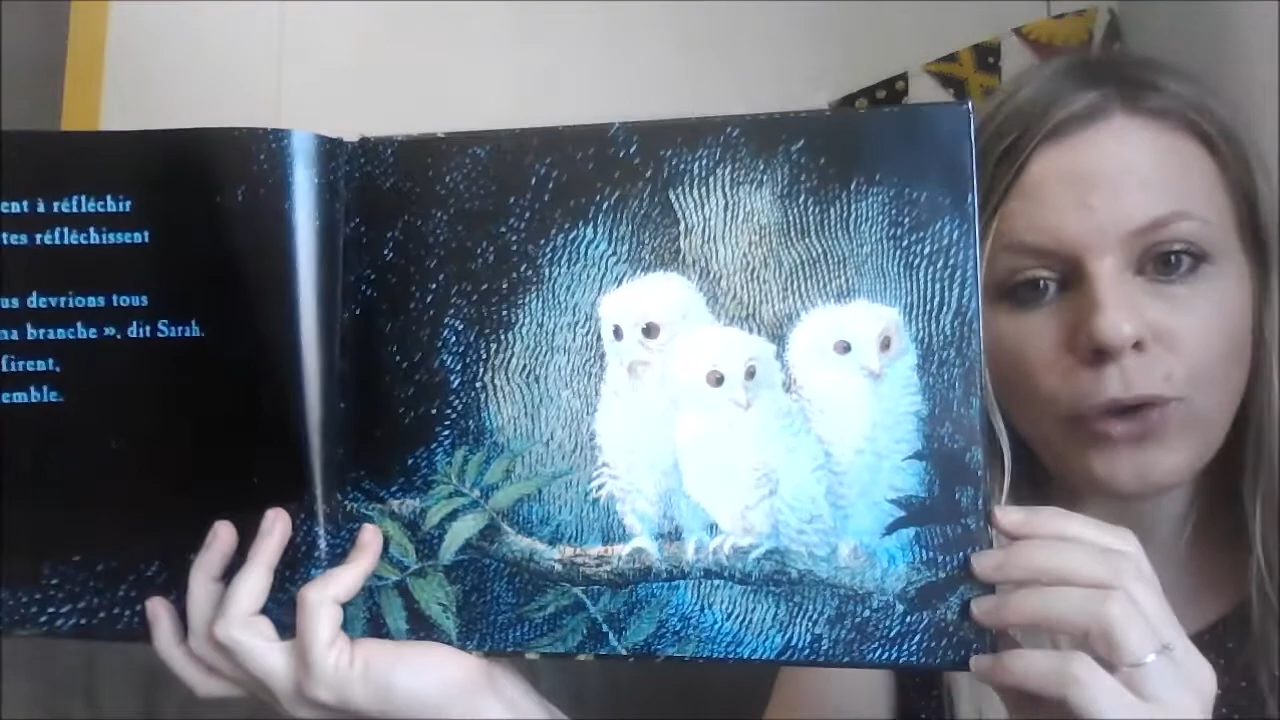 ent à réfléchir
tes réfléchissent
us devrions tous
na branche », dit Sarah.
firent,
emble.